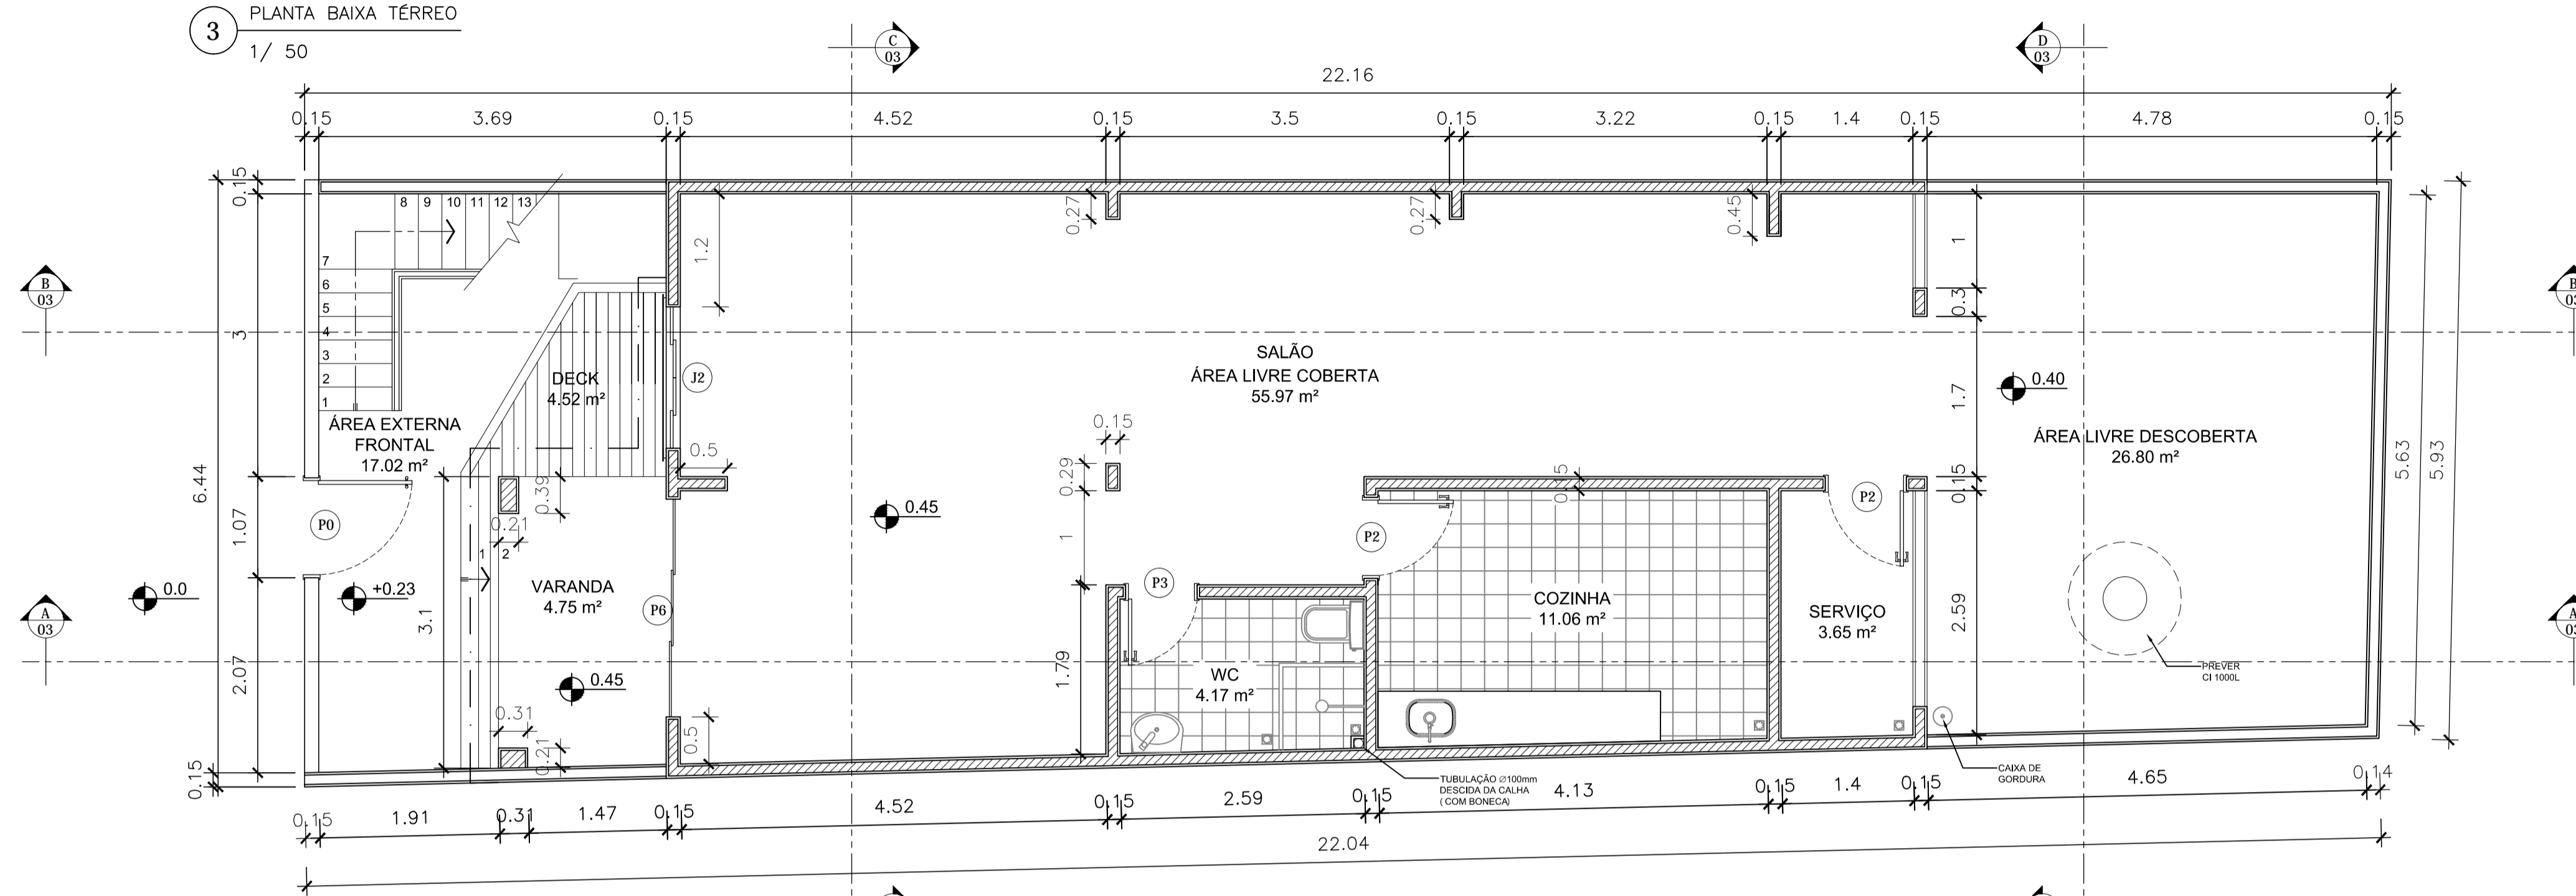 3
PLANTA BAIXA TÉRREO
1/ 50
C
03
D
03
22.16
0.15
3.69
0.15
4.52
0.15
3.5
0.15
3.22
0.15
1.4
0.15
4.78
0.15
0.15
3
1.07
2.07
0.15
6.44
8 9 10 11 12 13
7
6
5
4
3
2
1
1.2
0.27
0.27
0.45
1
0.3
1.7
0.15
2.59
5.63
5.93
B
03
B
03
SALÃO
ÁREA LIVRE COBERTA
55.97 m²
J2
DECK
4.52 m²
0.40
ÁREA EXTERNA
FRONTAL
17.02 m²
ÁREA LIVRE DESCOBERTA
26.80 m²
0.15
0.29
1
1.79
0.5
0.39
0.21
0.15
0.45
P0
P2
P2
P3
P6
1 2
VARANDA
4.75 m²
0.0
+0.23
3.1
0.45
0.31
0.21
0.5
COZINHA
11.06 m²
SERVIÇO
3.65 m²
WC
4.17 m²
A
03
A
03
PREVER
CI 1000L
TUBULAÇÃO Ø100mm
DESCIDA DA CALHA
( COM BONECA)
CAIXA DE
GORDURA
0.15
1.91
0.31
1.47
0.15
4.52
0.15
2.59
0.15
4.13
0.15
1.4
0.15
4.65
0.14
22.04